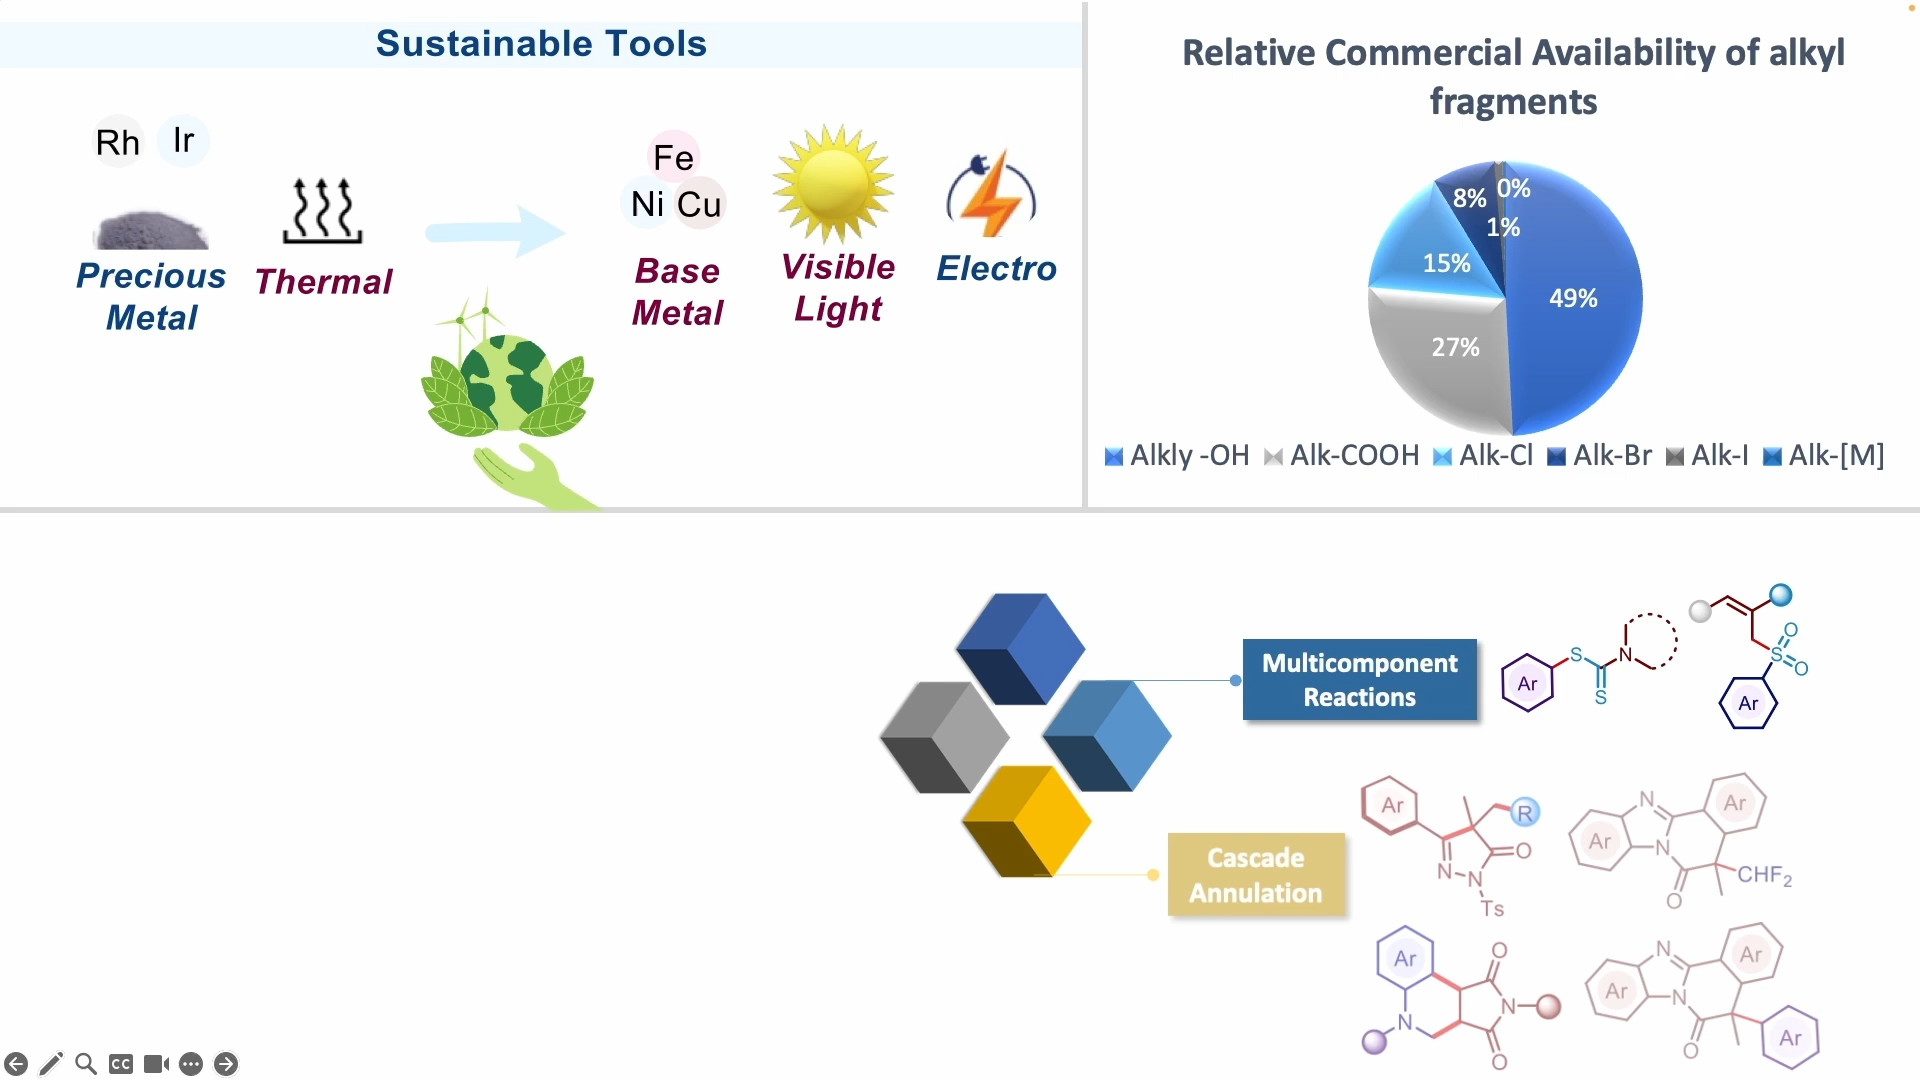 Sustainable Tools
Rh Ir
Precious
Metal
Thermal
Fe
Ni Cu
Base
Metal
Visible
Light
Electro
Relative Commercial Availability of alkyl
fragments
8% 0%
1%
15%
49%
27%
Alkly -OH Alk-COOH Alk-Cl Alk-Br Alk-I Alk-[M]
Multicomponent
Reactions
Ar
S
S
N
O
S
O
Ar
Cascade
Annulation
Ar
R
O
N
N
Ts
Ar
N
N
Ar
O
CHF2
Ar
N
O
N
O
Ar
N
N
Ar
O
Ar
CC